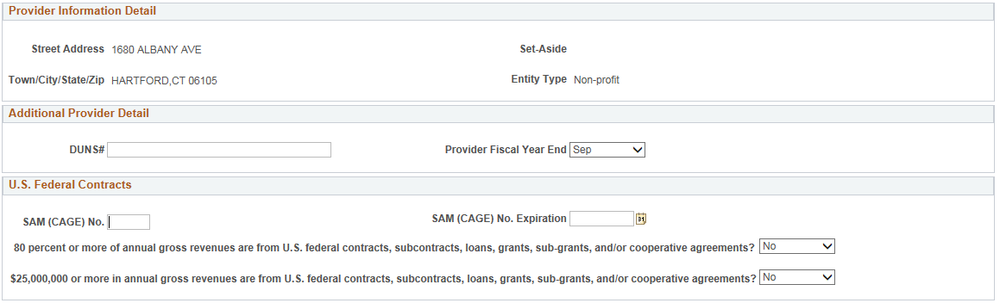 Provider Information Detail
Street Address 1680 ALBANY AVE Set-Aside
Town/City/State/Zip HARTFORD,CT 06105 Entity Type Non-profit
Additional Provider Detail
DUNS# Provider Fiscal Year End Sep
U.S. Federal Contracts
SAM (CAGE) No. SAM (CAGE) No. Expiration 31
80 percent or more of annual gross revenues are from U.S. federal contracts, subcontracts, loans, grants, sub-grants, and/or cooperative agreements? No
$25,000,000 or more in annual gross revenues are from U.S. federal contracts, subcontracts, loans, grants, sub-grants, and/or cooperative agreements? No